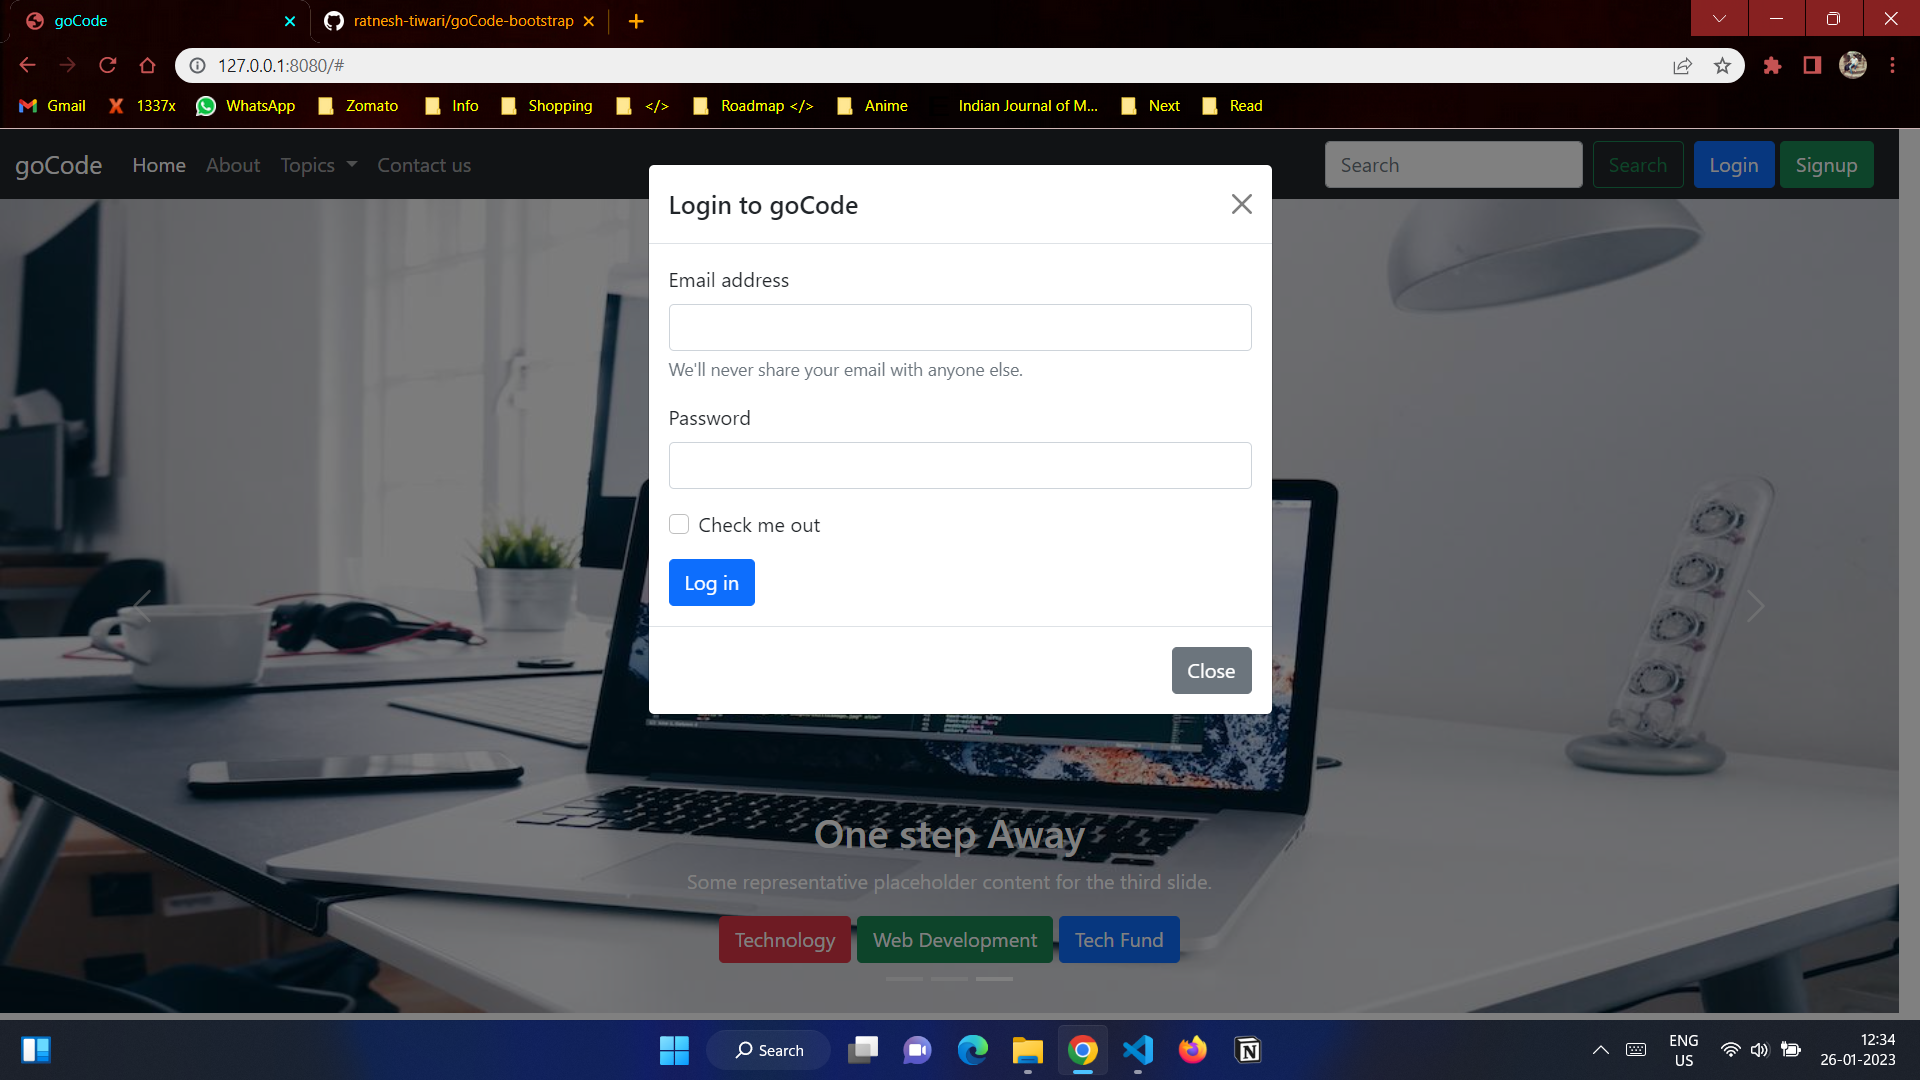 goCode
ratnesh-tiwari/goCode-bootstrap
127.0.0.1:8080/#
Gmail 1337x WhatsApp Zomato Info Shopping </> Roadmap </> Anime Indian Journal of M... Next Read
goCode Home About Topics Contact us
Search Search Login Signup
Login to goCode
Email address
We'll never share your email with anyone else.
Password
Check me out
Log in
Close
One step Away
Some representative placeholder content for the third slide.
Technology Web Development Tech Fund
Search
ENG
US
12:34
26-01-2023